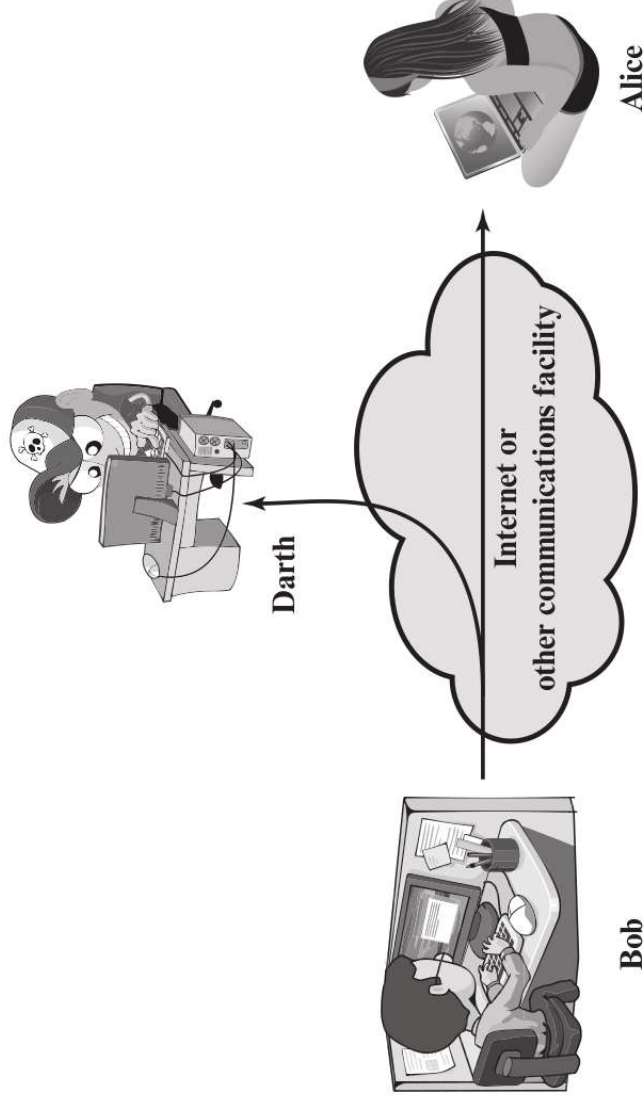 Darth
Internet or
other communications facility
Bob
Alice